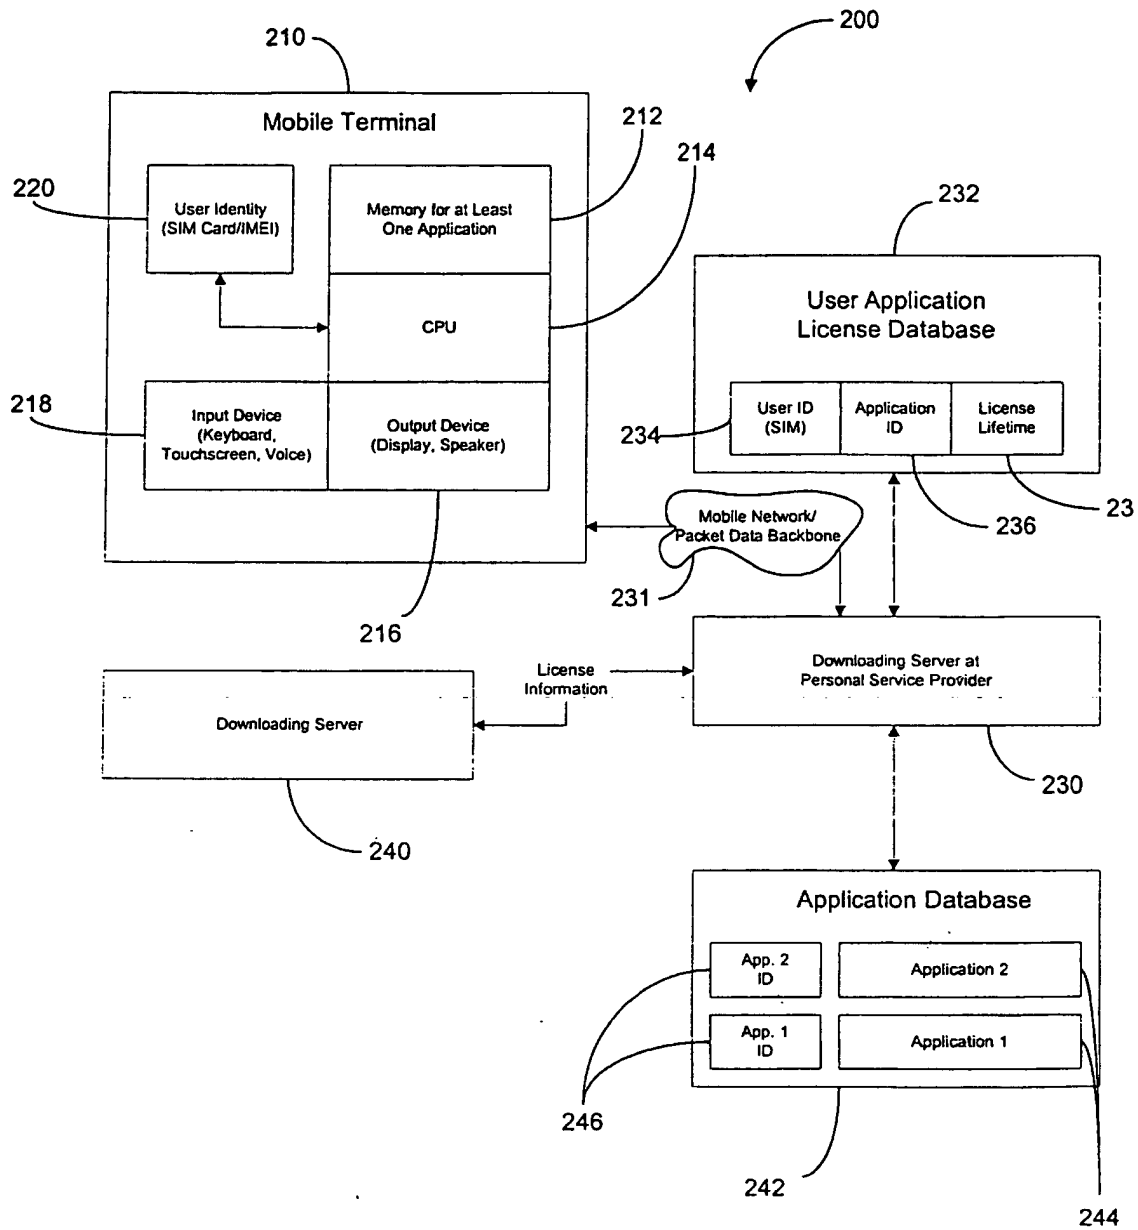 210
200
Mobile Terminal
212
214
220
User Identity
(SIM Card/IMEI)
Memory for at Least
One Application
232
CPU
User Application
License Database
218
Input Device
(Keyboard,
Touchscreen, Voice)
Output Device
(Display, Speaker)
234
User ID
(SIM)
Application
ID
License
Lifetime
236
23
Mobile Network/
Packet Data Backbone
231
216
License
Information
Downloading Server at
Personal Service Provider
Downloading Server
230
240
Application Database
App. 2
ID
Application 2
App. 1
ID
Application 1
246
242
244